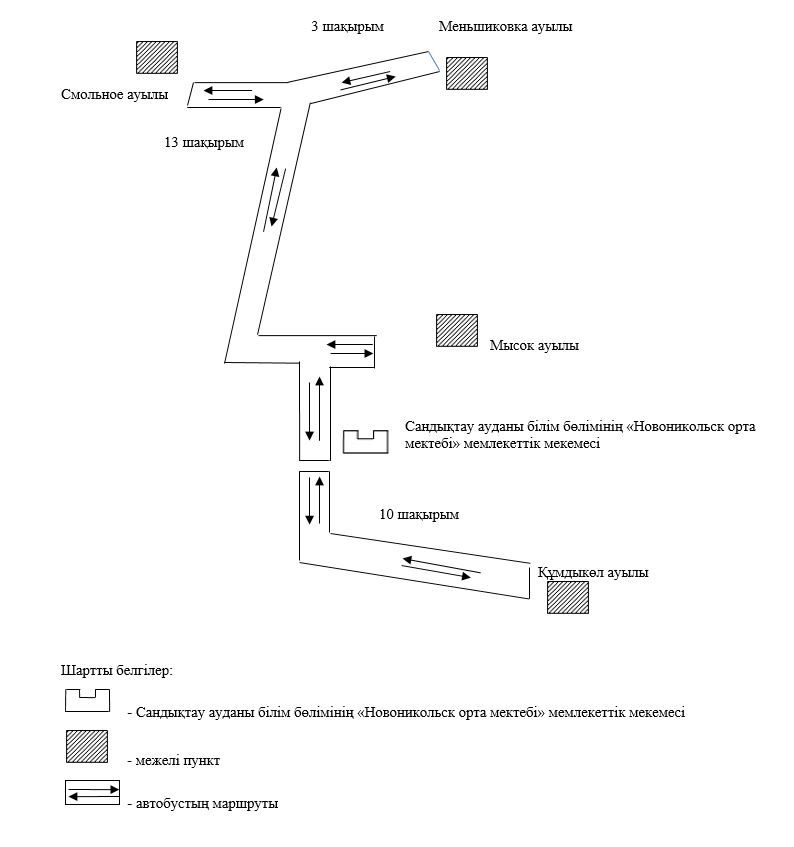 3 шақырым
Меньшиковка ауылы
Смольное ауылы
13 шақырым
Мысок ауылы
Сандықтау ауданы білім бөлімінің «Новоникольск орта
мектебі» мемлекеттік мекемесі
10 шақырым
Құмдыкөл ауылы
Шартты белгілер:
- Сандықтау ауданы білім бөлімінің «Новоникольск орта мектебі» мемлекеттік мекемесі
- межелі пункт
- автобустың маршруты